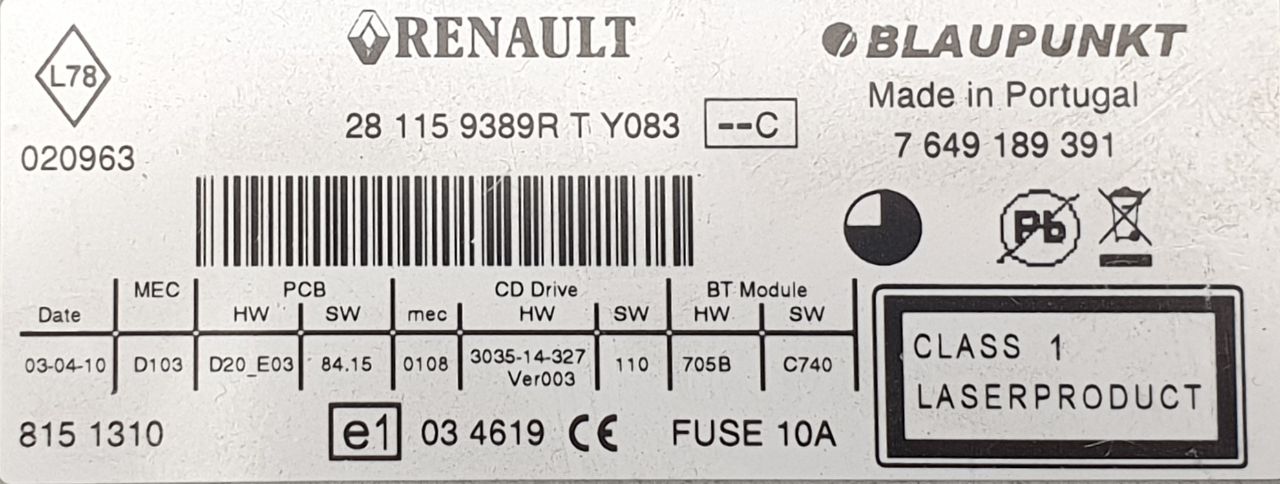 L78
020963
RENAULT
28 115 9389R T Y083 --C
BLAUPUNKT
Made in Portugal
7 649 189 391
Pb
MEC PCB CD Drive BT Module
Date HW SW mec HW SW HW SW
03-04-10 D103 D20_E03 84.15 0108 3035-14-327 110 705B C740
Ver003
CLASS 1
LASERPRODUCT
815 1310 e1 03 4619 CE FUSE 10A